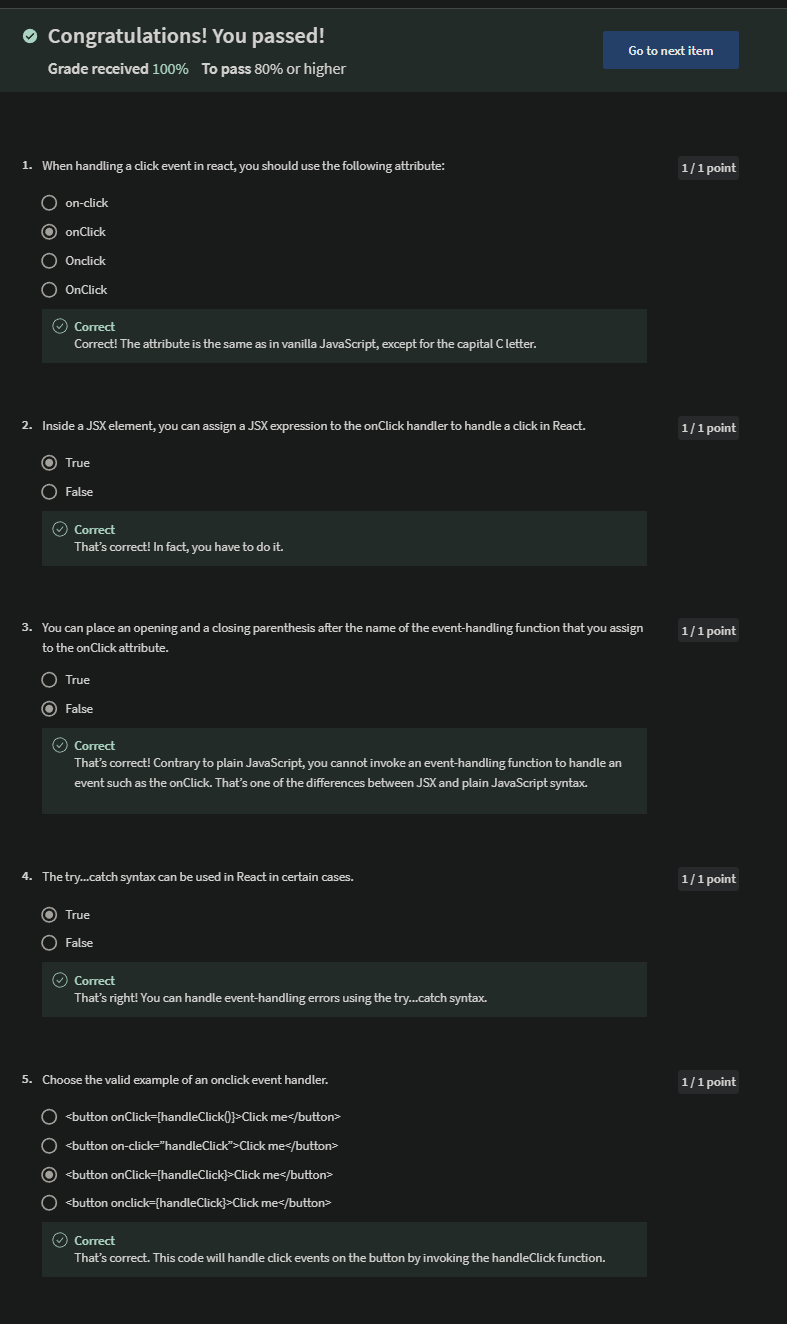 Congratulations! You passed!
Go to next item
Grade received 100% To pass 80% or higher
1. When handling a click event in react, you should use the following attribute:
1 / 1 point
on-click
onClick
Onclick
OnClick
Correct
Correct! The attribute is the same as in vanilla JavaScript, except for the capital C letter.
2. Inside a JSX element, you can assign a JSX expression to the onClick handler to handle a click in React.
1 / 1 point
True
False
Correct
That's correct! In fact, you have to do it.
3. You can place an opening and a closing parenthesis after the name of the event-handling function that you assign
to the onClick attribute.
1 / 1 point
True
False
Correct
That's correct! Contrary to plain JavaScript, you cannot invoke an event-handling function to handle an
event such as the onClick. That's one of the differences between JSX and plain JavaScript syntax.
4. The try...catch syntax can be used in React in certain cases.
1 / 1 point
True
False
Correct
That's right! You can handle event-handling errors using the try...catch syntax.
5. Choose the valid example of an onclick event handler.
1 / 1 point
<button onClick={handleClick()}>Click me</button>
<button on-click=”handleClick”>Click me</button>
<button onClick={handleClick}>Click me</button>
<button onclick={handleClick}>Click me</button>
Correct
That's correct. This code will handle click events on the button by invoking the handleClick function.